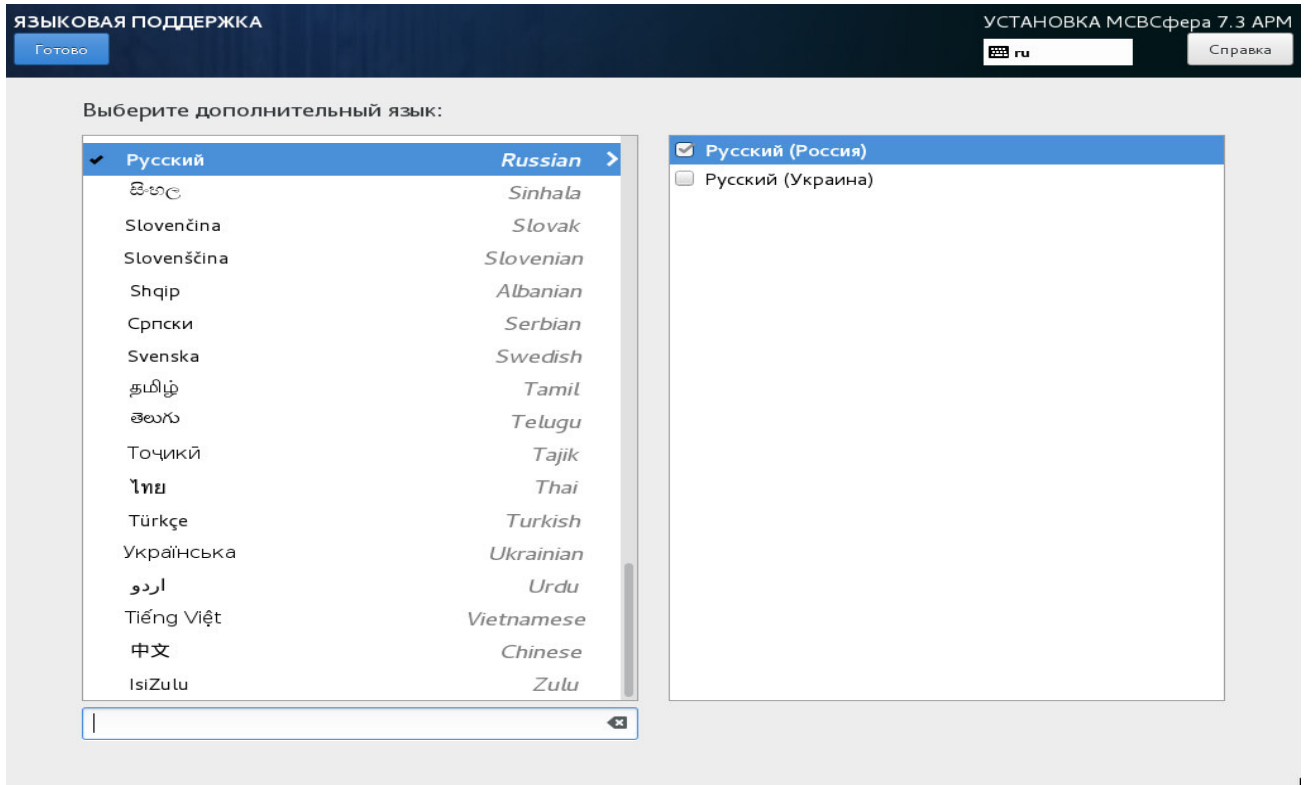 ЯЗЫКОВАЯ ПОДДЕРЖКА
УСТАНОВКА МСВСфера 7.3 АРМ
Готово
ru
Справка
Выберите дополнительный язык:
Русский Russian
සිංහල Sinhala
Slovenčina Slovak
Slovenščina Slovenian
Shqip Albanian
Српски Serbian
Svenska Swedish
தமிழ் Tamil
తెలుగు Telugu
Тоҷикӣ Tajik
ไทย Thai
Türkçe Turkish
Українська Ukrainian
اردو Urdu
Tiếng Việt Vietnamese
中文 Chinese
IsiZulu Zulu
Русский (Россия)
Русский (Украина)